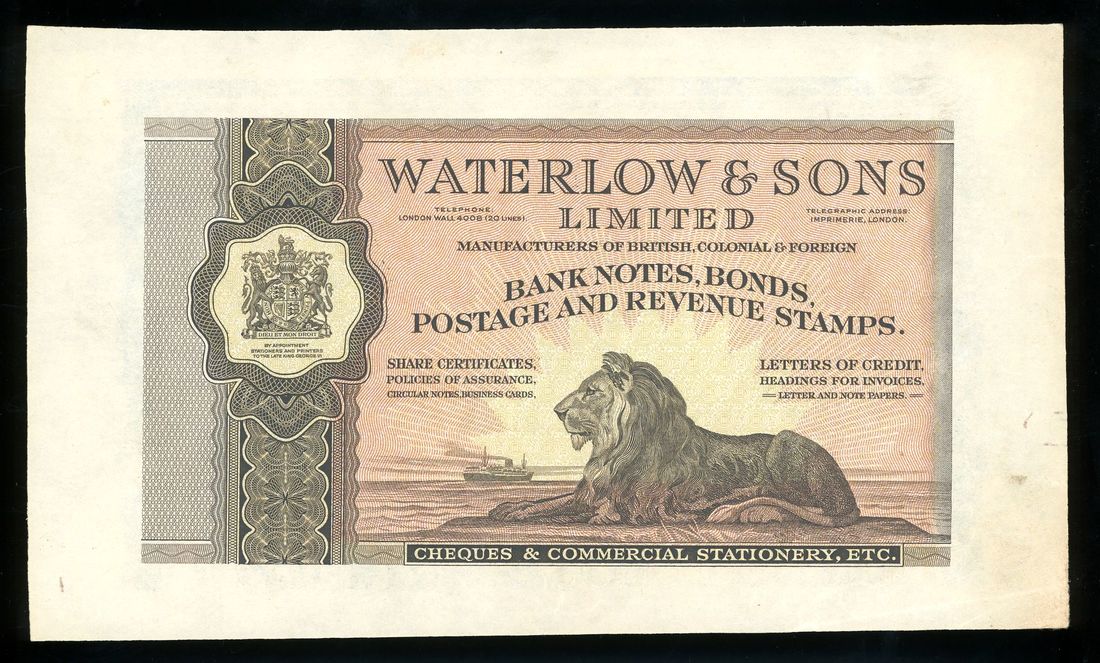 WATERLOW & SONS
LIMITED
TELEPHONE.
LONDON WALL 4008 (20 LINES).
TELEGRAPHIC ADDRESS:
IMPRIMERIE, LONDON.
MANUFACTURERS OF BRITISH, COLONIAL & FOREIGN
BANK NOTES, BONDS,
POSTAGE AND REVENUE STAMPS.
DIEU ET MON DROIT
BY APPOINTMENT
STATIONERS AND PRINTERS
TO THE LATE KING GEORGE VI
SHARE CERTIFICATES,
POLICIES OF ASSURANCE,
CIRCULAR NOTES, BUSINESS CARDS,
LETTERS OF CREDIT,
HEADINGS FOR INVOICES.
LETTER AND NOTE PAPERS.
CHEQUES & COMMERCIAL STATIONERY, ETC.